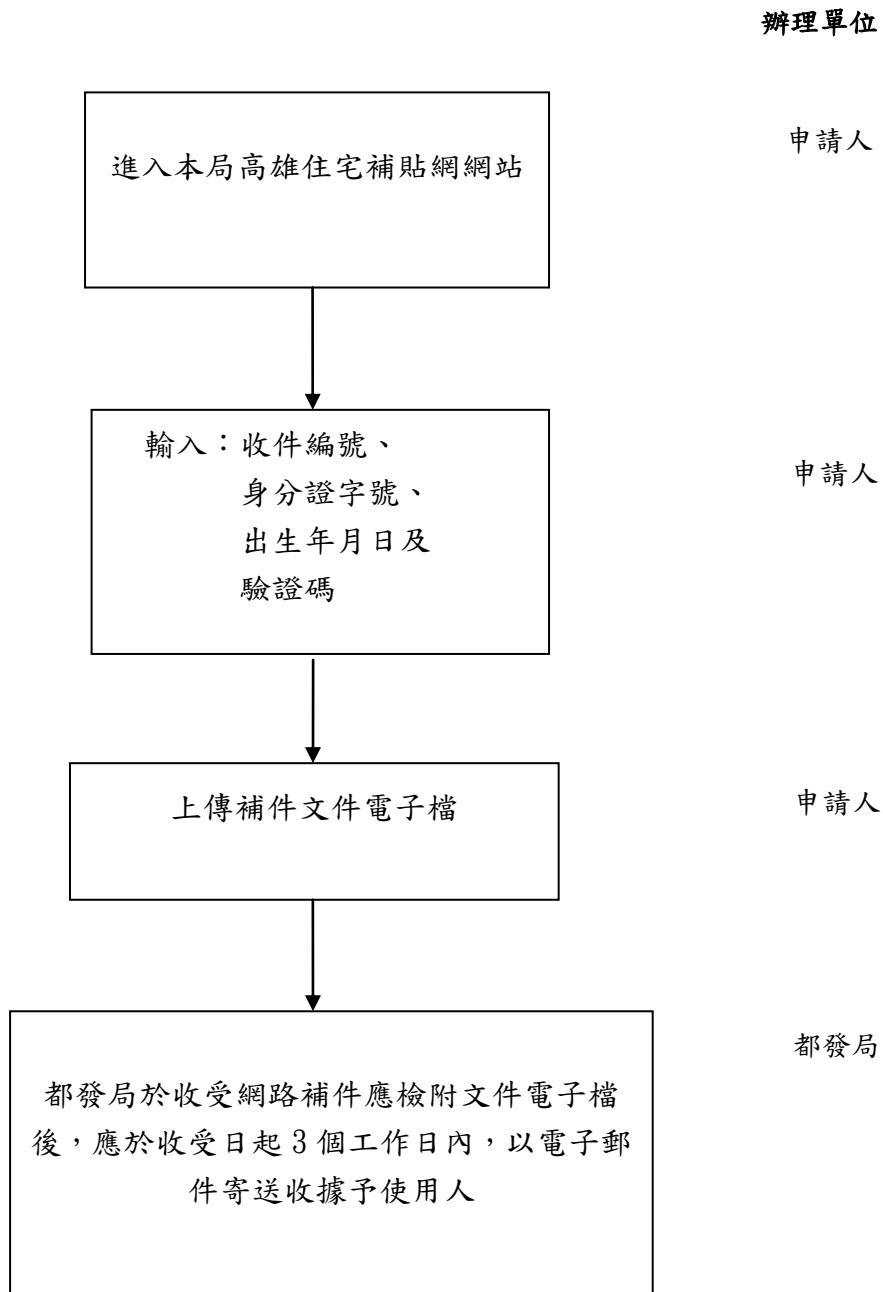 辦理單位
進入本局高雄住宅補貼網網站
申請人
輸入：收件編號、
身分證字號、
出生年月日及
驗證碼
申請人
上傳補件文件電子檔
申請人
都發局於收受網路補件應檢附文件電子檔
後，應於收受日起 3 個工作日內，以電子郵
件寄送收據予使用人
都發局